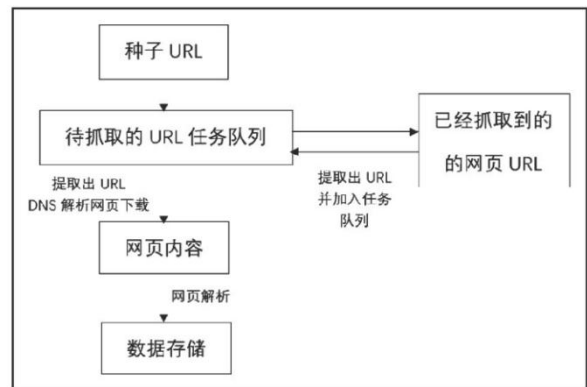 种子 URL
待抓取的 URL 任务队列
已经抓取到的
的网页 URL
提取出 URL
DNS 解析网页下载
提取出 URL
并加入任务
队列
网页内容
网页解析
数据存储